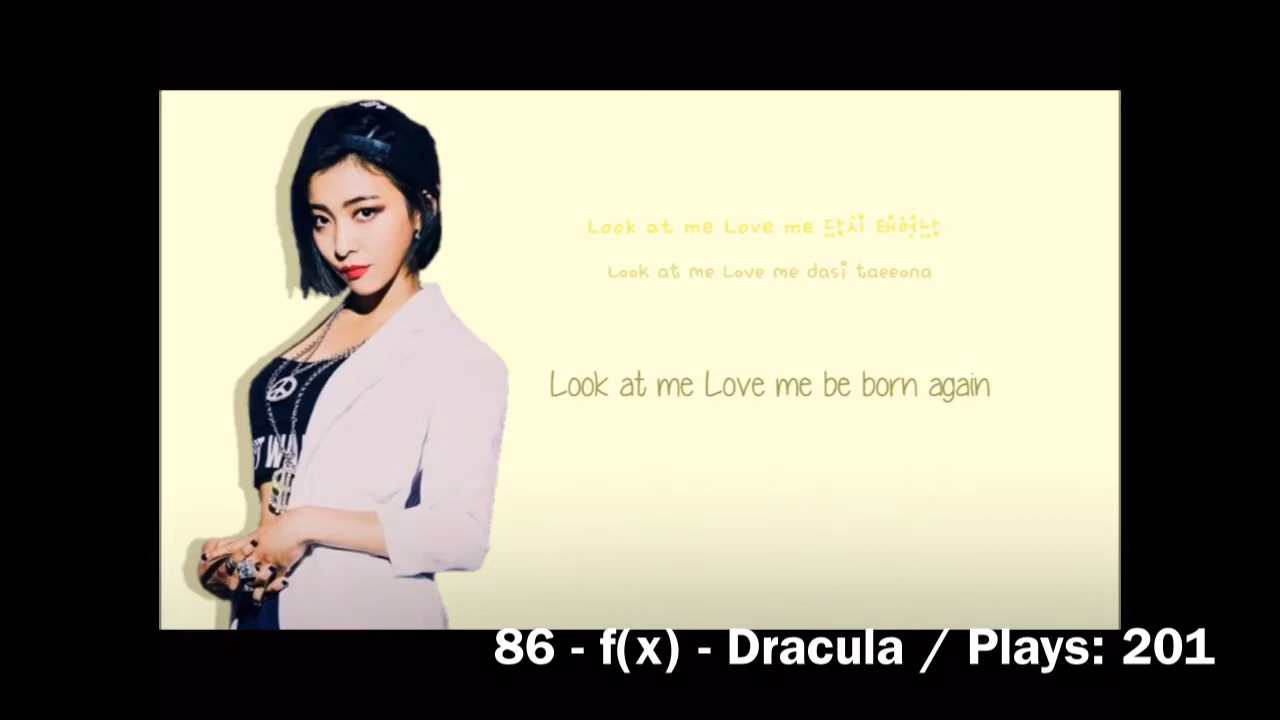 Look at me Love me 다시 태어나
Look at me Love me dasi taeeona
Look at me Love me be born again
86 - f(x) - Dracula / Plays: 201